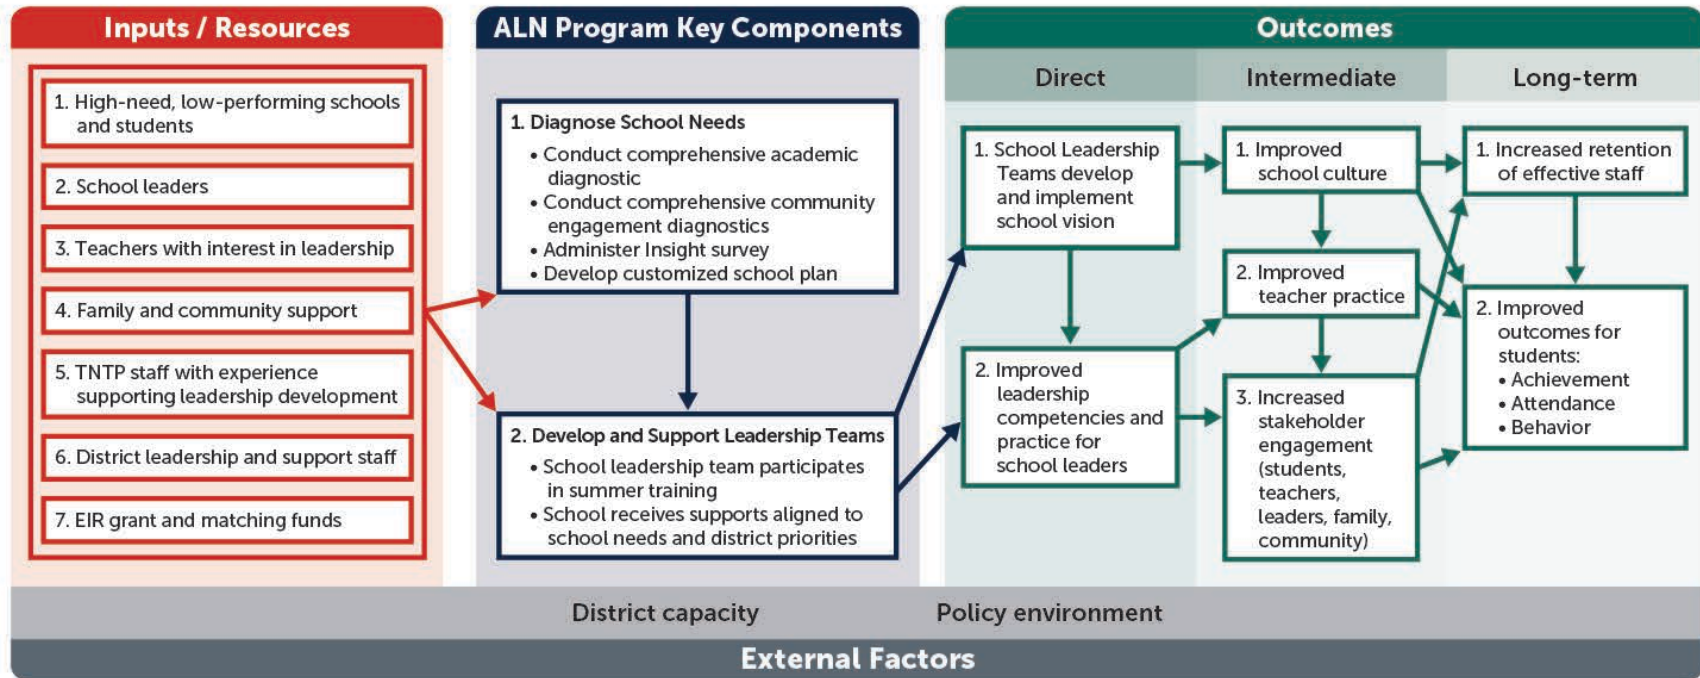 Inputs / Resources
1. High-need, low-performing schools
and students
2. School leaders
3. Teachers with interest in leadership
4. Family and community support
5. TNTP staff with experience
supporting leadership development
6. District leadership and support staff
7. EIR grant and matching funds
ALN Program Key Components
1. Diagnose School Needs
• Conduct comprehensive academic
diagnostic
• Conduct comprehensive community
engagement diagnostics
• Administer Insight survey
• Develop customized school plan
2. Develop and Support Leadership Teams
• School leadership team participates
in summer training
• School receives supports aligned to
school needs and district priorities
Outcomes
Direct
1. School Leadership
Teams develop
and implement
school vision
2. Improved
leadership
competencies and
practice for
school leaders
Intermediate
1. Improved
school culture
2. Improved
teacher practice
3. Increased
stakeholder
engagement
(students,
teachers,
leaders, family,
community)
Long-term
1. Increased retention
of effective staff
2. Improved
outcomes for
students:
• Achievement
• Attendance
• Behavior
District capacity
Policy environment
External Factors